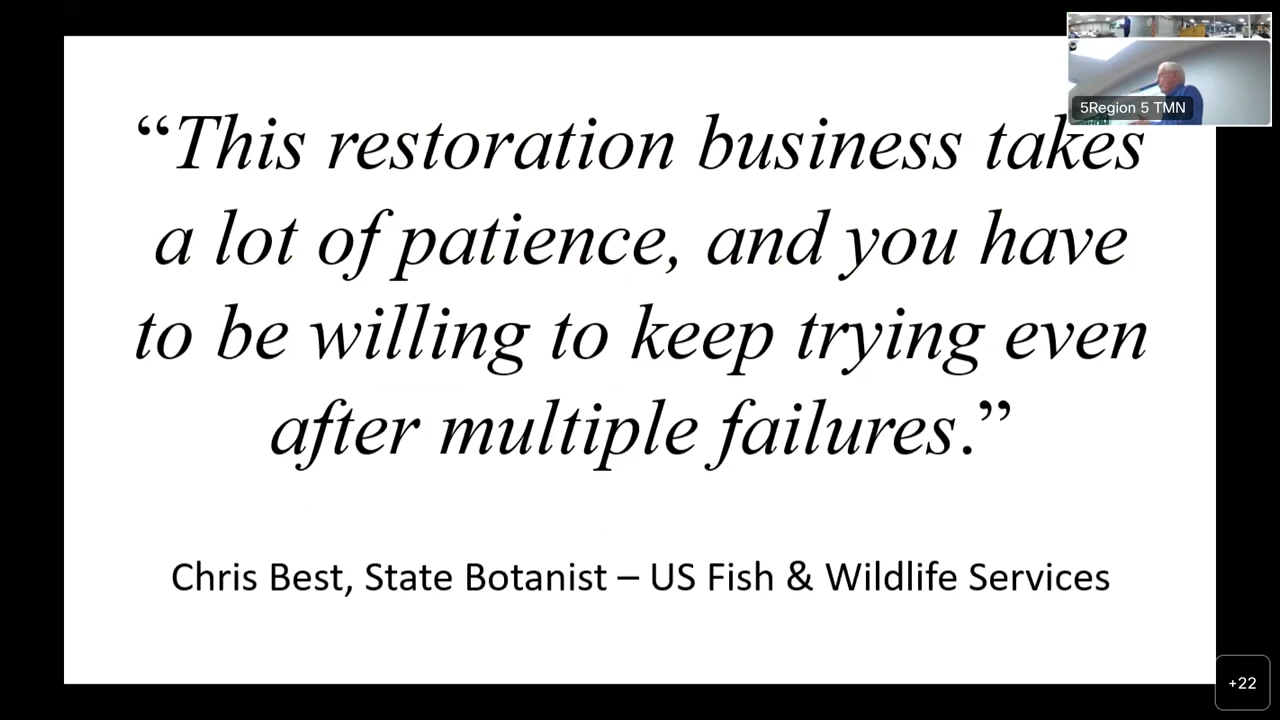 5Region 5 TMN
“This restoration business takes
a lot of patience, and you have
to be willing to keep trying even
after multiple failures.”
Chris Best, State Botanist – US Fish & Wildlife Services
+22